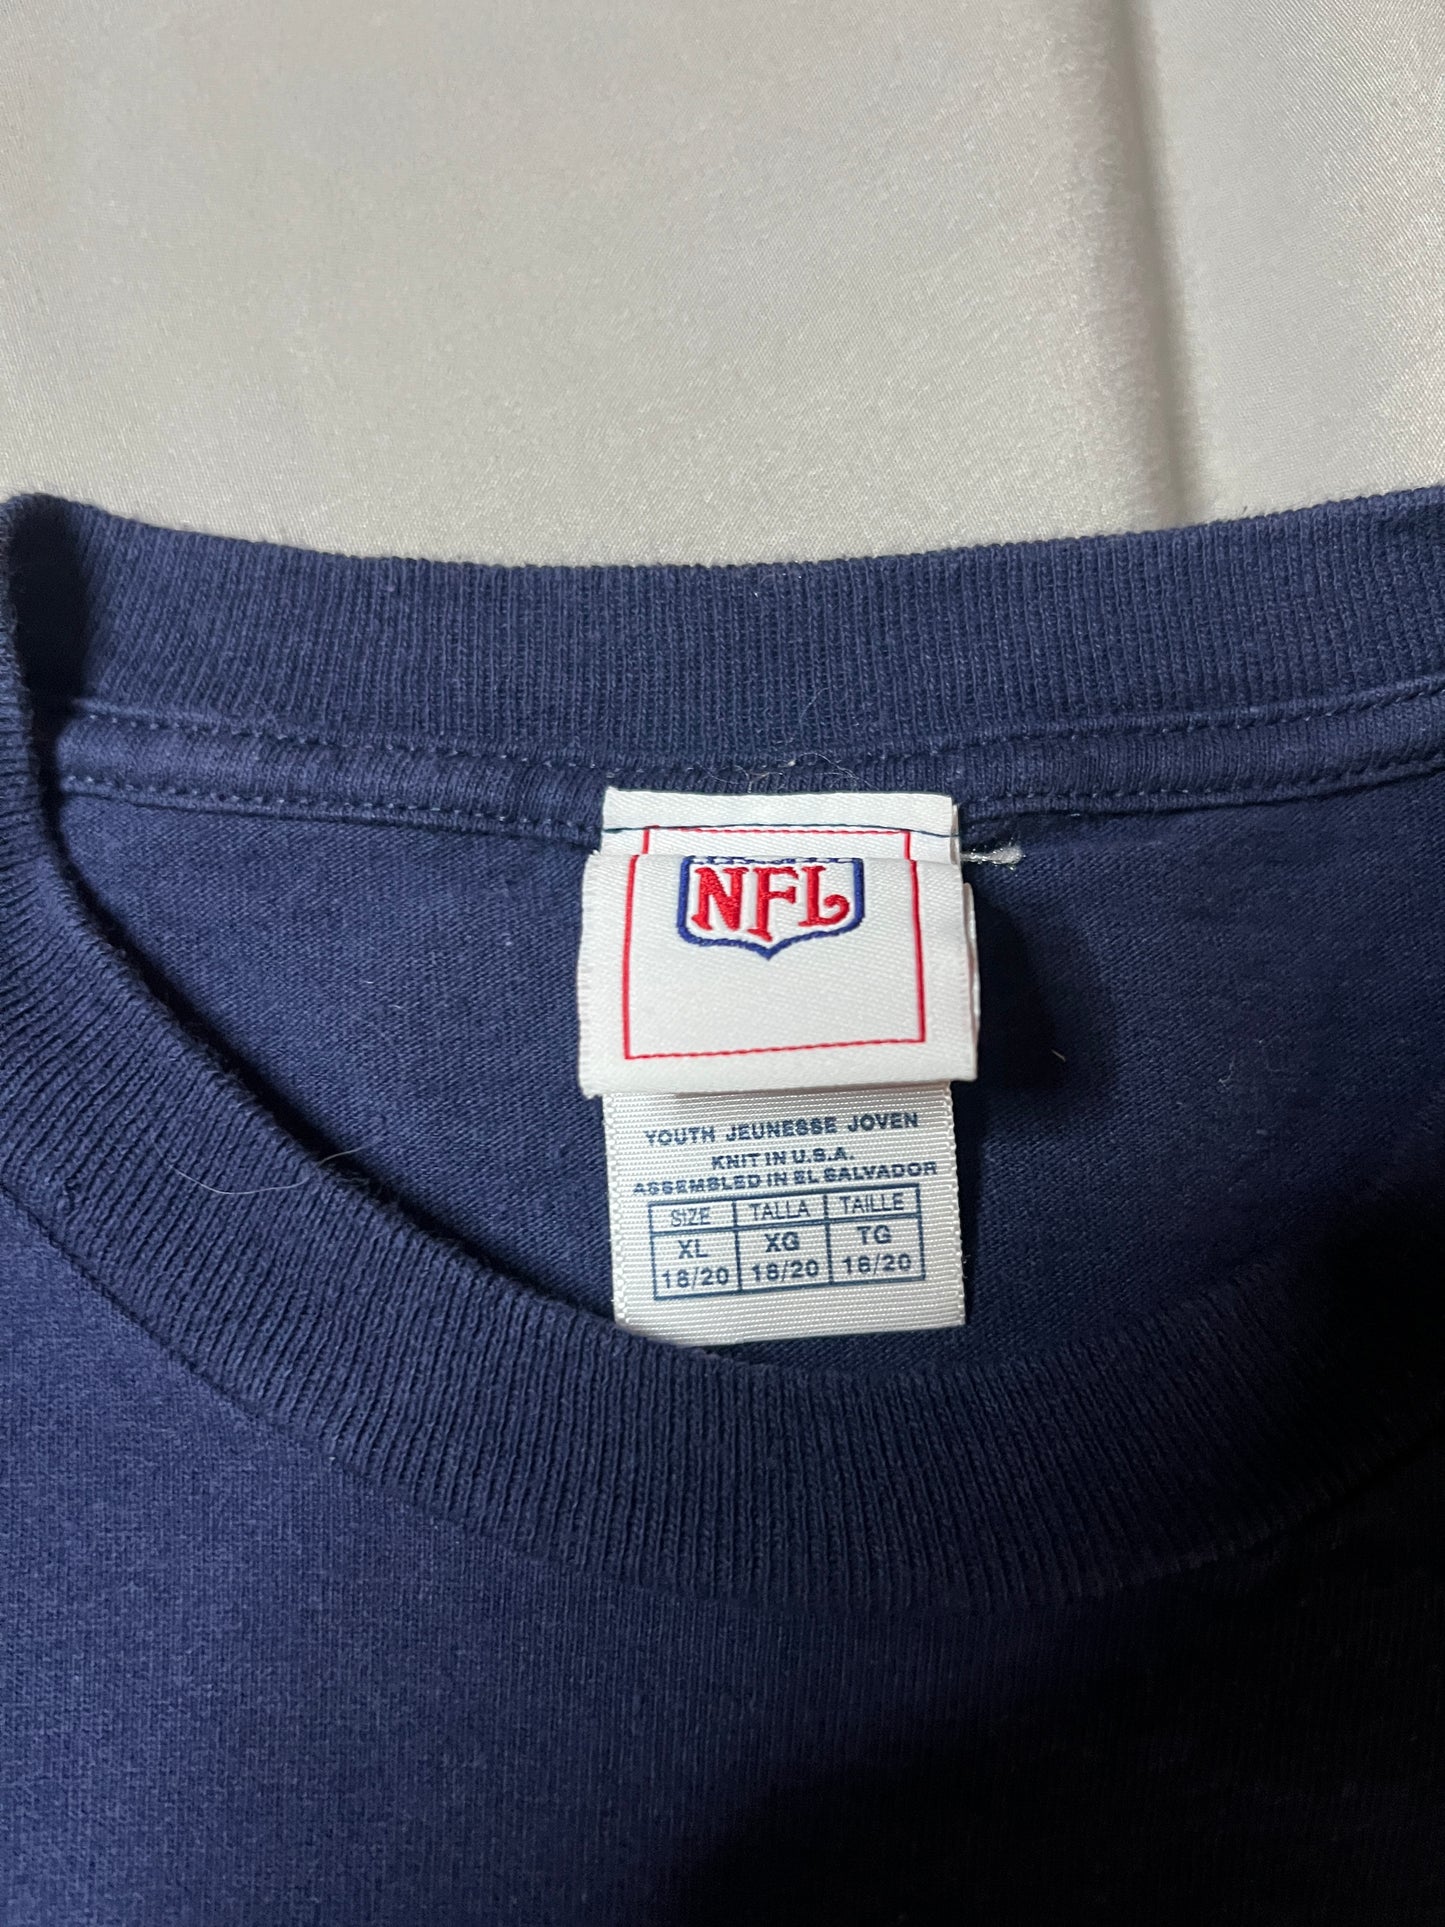 NFL
YOUTH JEUNESSE JOVEN
KNIT IN U.S.A.
ASSEMBLED IN EL SALVADOR
SIZE TALLA TAILLE
XL XG TG
18/20 18/20 18/20